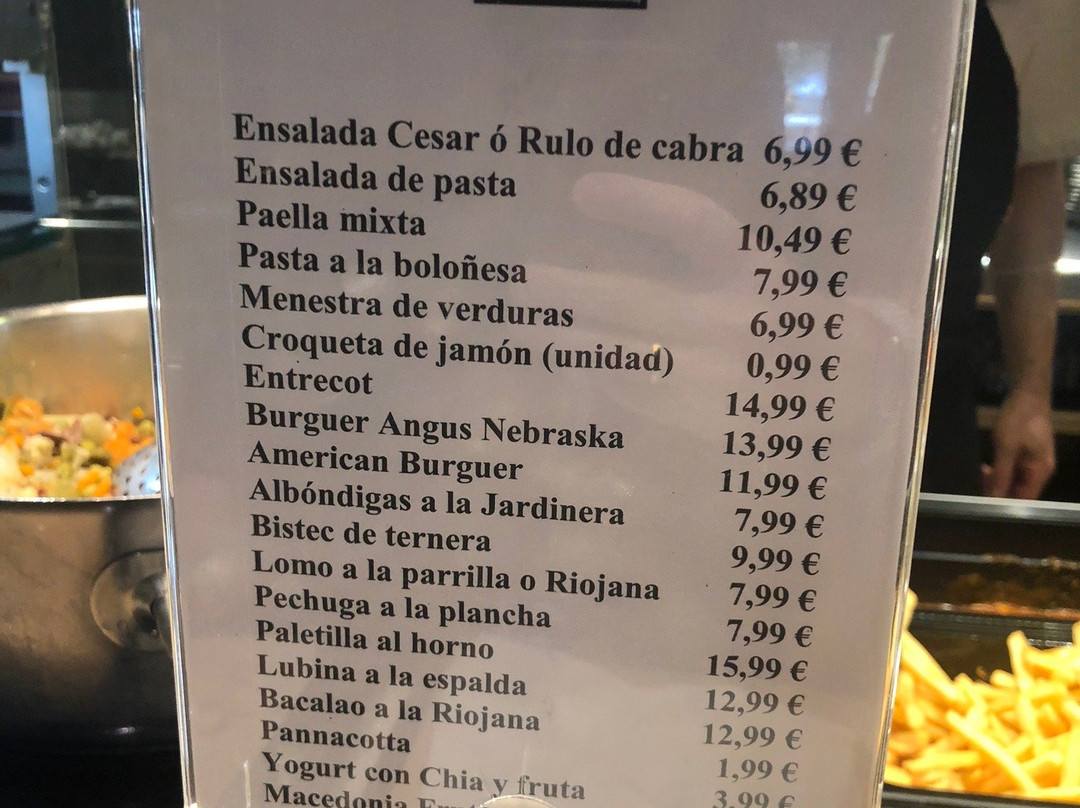 Ensalada Cesar ó Rulo de cabra 6,99 €
Ensalada de pasta 6,89 €
Paella mixta 10,49 €
Pasta a la boloñesa 7,99 €
Menestra de verduras 6,99 €
Croqueta de jamón (unidad) 0,99 €
Entrecot 14,99 €
Burguer Angus Nebraska 13,99 €
American Burguer 11,99 €
Albóndigas a la Jardinera 7,99 €
Bistec de ternera 9,99 €
Lomo a la parrilla o Riojana 7,99 €
Pechuga a la plancha 7,99 €
Paletilla al horno 15,99 €
Lubina a la espalda 12,99 €
Bacalao a la Riojana 12,99 €
Pannacotta 1,99 €
Yogurt con Chia y fruta 3,99 €
Macedonia